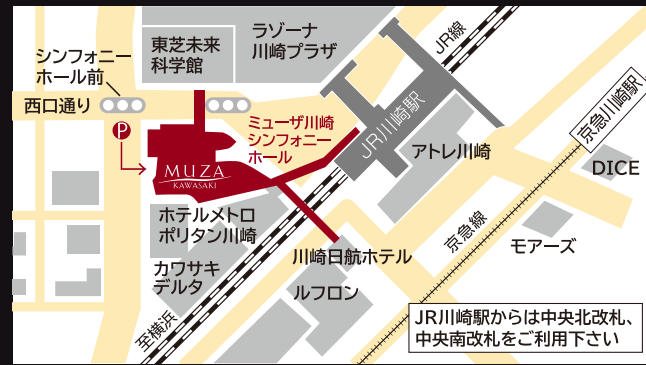 ラゾーナ
川崎プラザ
東芝未来
科学館
シンフォニー
ホール前
西口通り
P
ミューザ川崎
シンフォニー
ホール
MUZA
KAWASAKI
JR線
JR川崎駅
アトレ川崎
京急川崎駅
DICE
モアーズ
京急線
ホテルメトロ
ポリタン川崎
カワサキ
デルタ
川崎日航ホテル
ルフロン
至横浜
JR川崎駅からは中央北改札、
中央南改札をご利用下さい